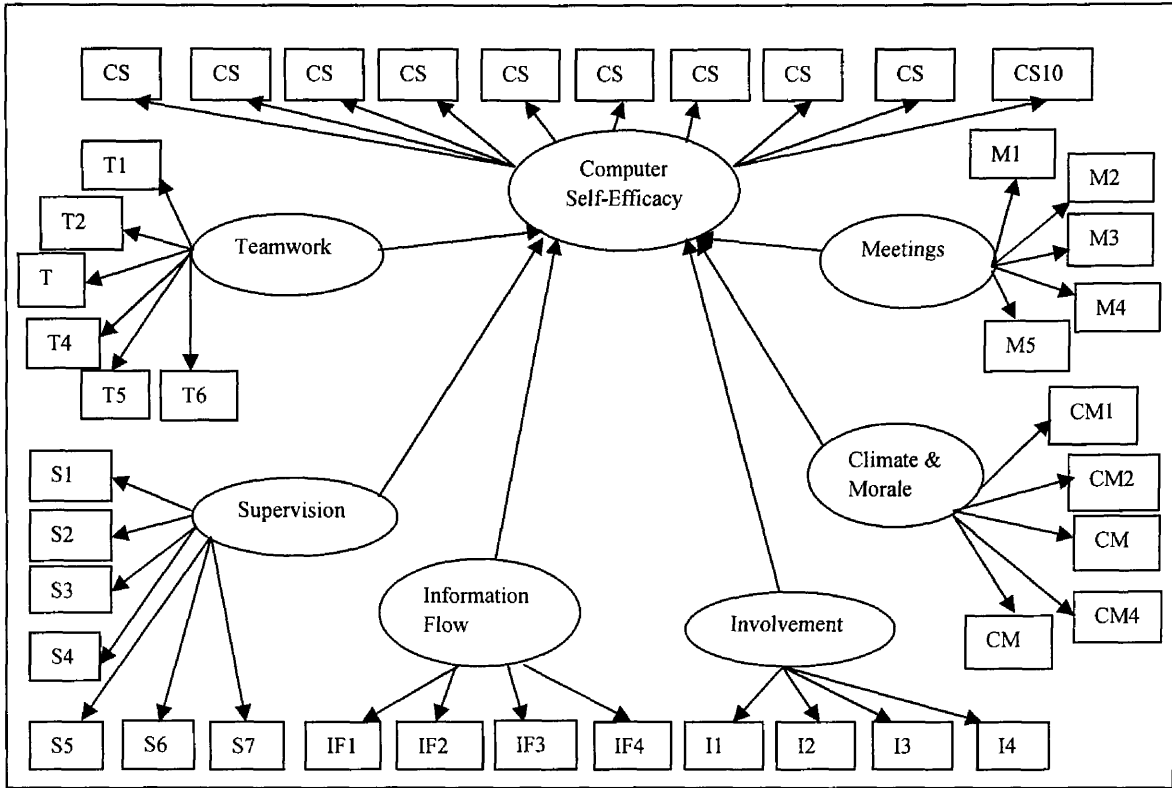 CS
CS
CS
CS
CS
CS
CS
CS
CS
CS10
Computer
Self-Efficacy
T1
T2
T
T4
T5
T6
Teamwork
Meetings
M1
M2
M3
M4
M5
S1
S2
S3
S4
S5
S6
S7
Supervision
Information
Flow
IF1
IF2
IF3
IF4
Involvement
I1
I2
I3
I4
Climate &
Morale
CM1
CM2
CM
CM4
CM